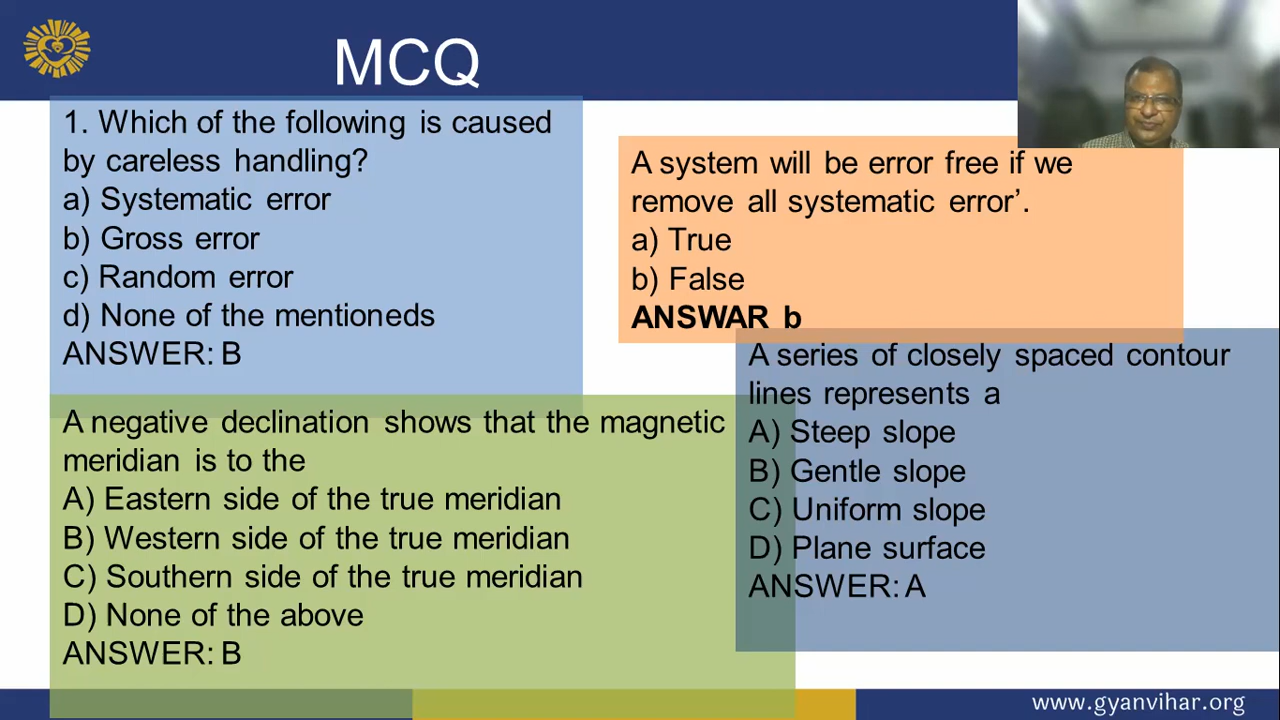 MCQ
1. Which of the following is caused
by careless handling?
a) Systematic error
b) Gross error
c) Random error
d) None of the mentioneds
ANSWER: B
A system will be error free if we
remove all systematic error’.
a) True
b) False
ANSWAR b
A negative declination shows that the magnetic
meridian is to the
A) Eastern side of the true meridian
B) Western side of the true meridian
C) Southern side of the true meridian
D) None of the above
ANSWER: B
A series of closely spaced contour
lines represents a
A) Steep slope
B) Gentle slope
C) Uniform slope
D) Plane surface
ANSWER: A
www.gyanvihar.org